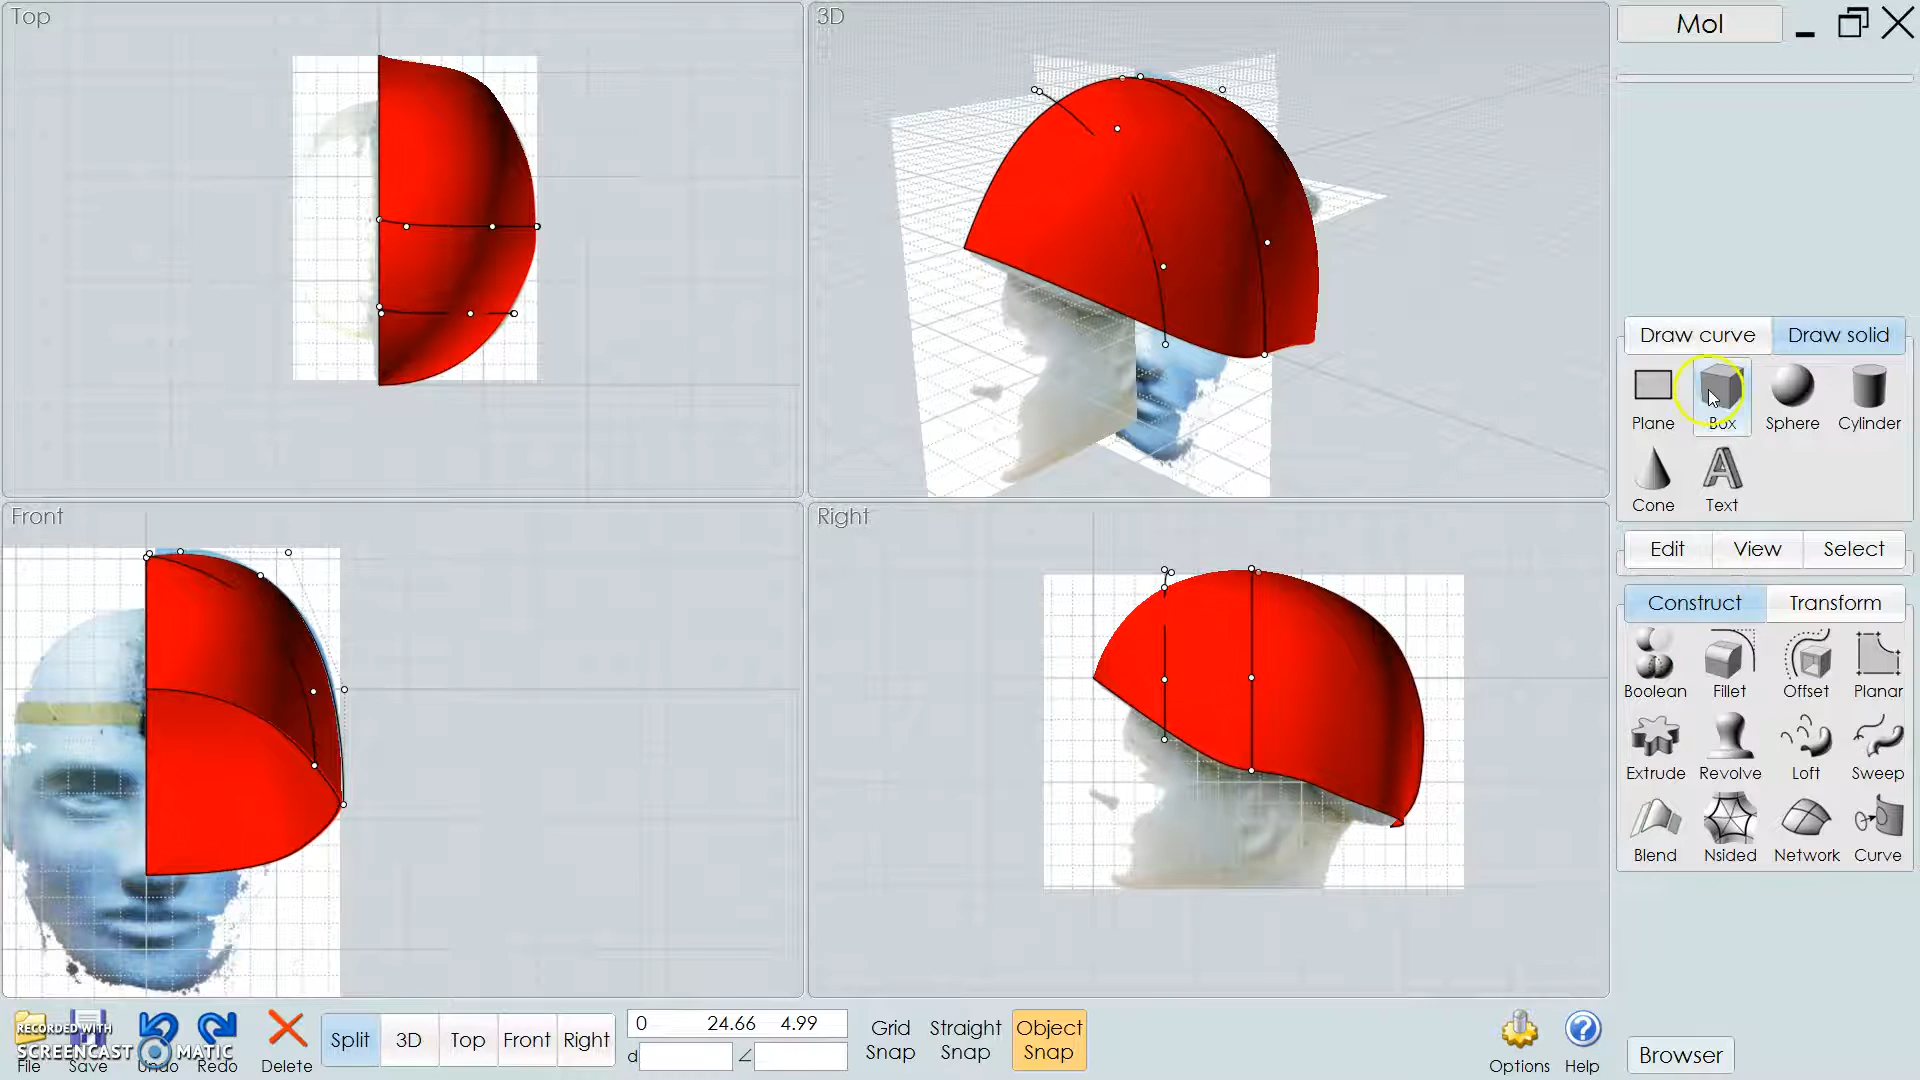 Top
3D
MoI
Draw curve Draw solid
Plane Box Sphere Cylinder
Cone Text
Front
Right
Edit View Select
Construct Transform
Boolean Fillet Offset Planar
Extrude Revolve Loft Sweep
Blend Nsided Network Curve
RECORDED WITH
SCREENCAST MATIC
File Save Undo Redo Delete
Split 3D Top Front Right
0 24.66 4.99
d ∠
Grid Snap
Straight Snap
Object Snap
Options Help
Browser